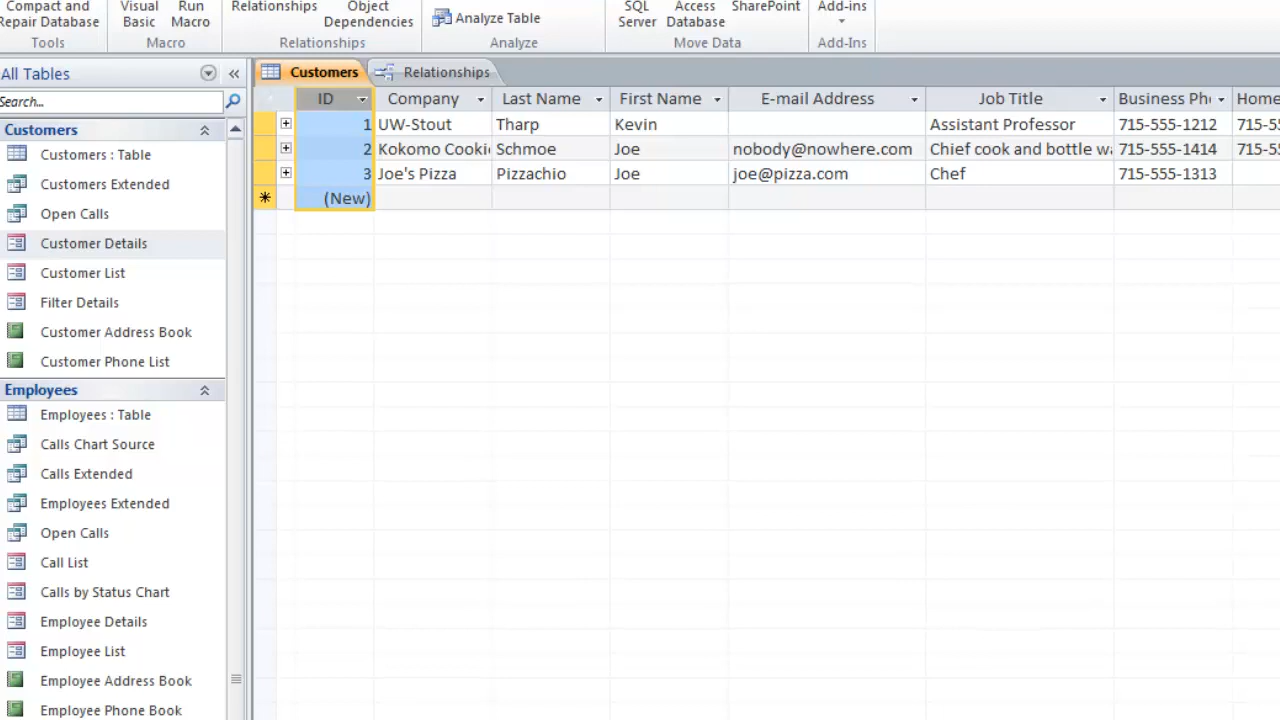 Compact and Repair Database
Visual Basic
Run Macro
Relationships
Object Dependencies
Analyze Table
SQL Server
Access Database
SharePoint
Add-ins
Tools
Macro
Relationships
Analyze
Move Data
Add-Ins
All Tables
Search...
Customers
Customers : Table
Customers Extended
Open Calls
Customer Details
Customer List
Filter Details
Customer Address Book
Customer Phone List
Employees
Employees : Table
Calls Chart Source
Calls Extended
Employees Extended
Open Calls
Call List
Calls by Status Chart
Employee Details
Employee List
Employee Address Book
Employee Phone Book
Customers
Relationships
ID Company Last Name First Name E-mail Address Job Title Business Ph Home
1 UW-Stout Tharp Kevin Assistant Professor 715-555-1212 715-5
2 Kokomo Cooki Schmoe Joe nobody@nowhere.com Chief cook and bottle wa 715-555-1414 715-5
3 Joe's Pizza Pizzachio Joe joe@pizza.com Chef 715-555-1313
(New)